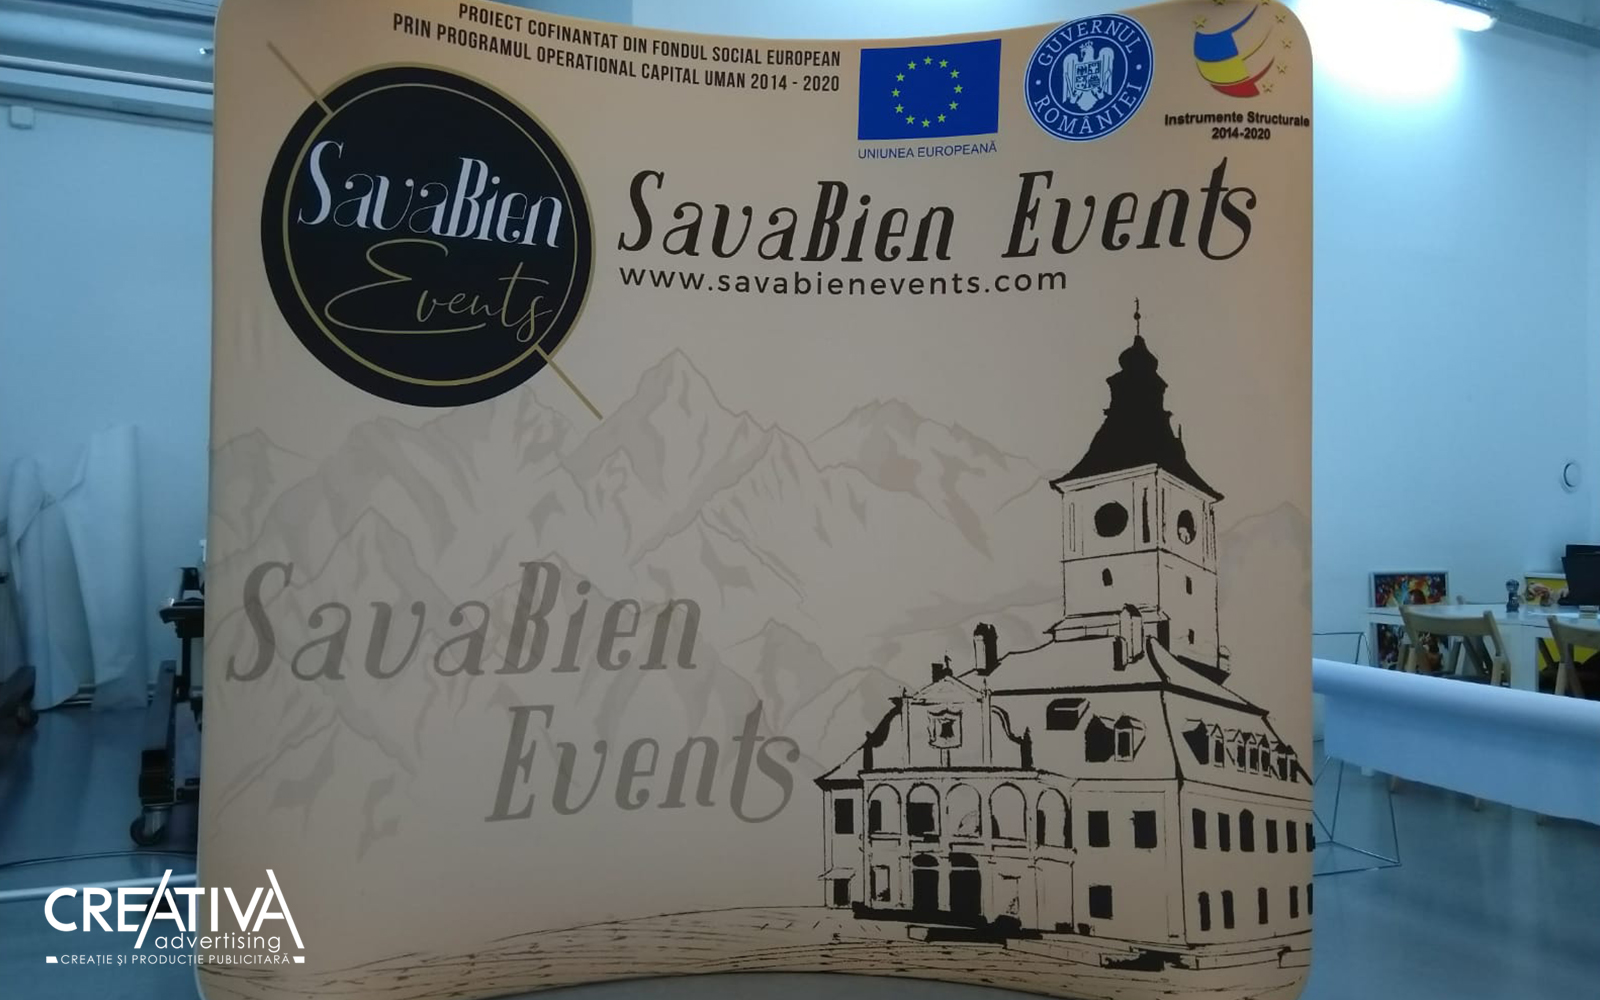 PROIECT COFINANTAT DIN FONDUL SOCIAL EUROPEAN
PRIN PROGRAMUL OPERATIONAL CAPITAL UMAN 2014 - 2020
UNIUNEA EUROPEANĂ
GUVERNUL ROMÂNIEI
Instrumente Structurale
2014-2020
SavaBien
Events
SavaBien Events
www.savabienevents.com
SavaBien
Events
CREATIVA
advertising
CREAȚIE ȘI PRODUCȚIE PUBLICITARĂ